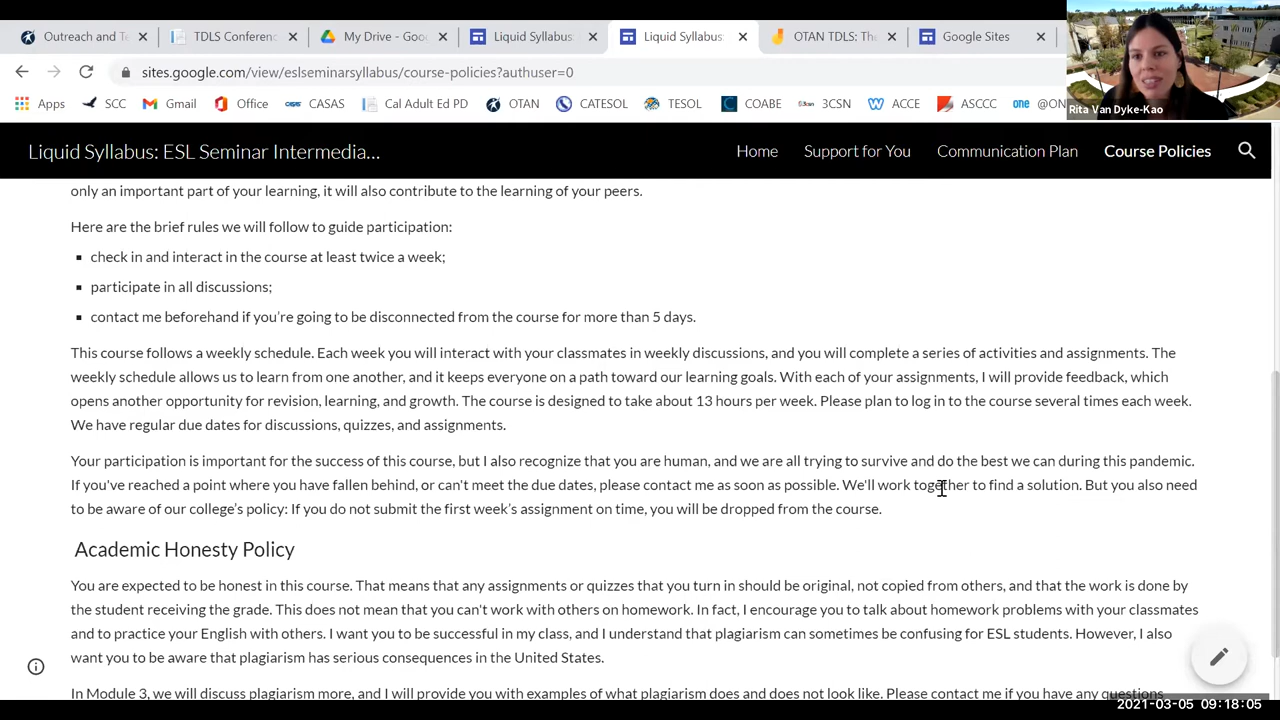 Outreach and Te
TDLS Conferenc
My Drive - Goo
Liquid Syllabus:
Liquid Syllabus:
OTAN TDLS: Th
Google Sites
sites.google.com/view/eslseminarsyllabus/course-policies?authuser=0
Apps
SCC
Gmail
Office
CASAS
Cal Adult Ed PD
OTAN
CATESOL
TESOL
COABE
3CSN
ACCE
ASCCC
one @ON
Rita Van Dyke-Kao
Liquid Syllabus: ESL Seminar Intermedia...
Home
Support for You
Communication Plan
Course Policies
only an important part of your learning, it will also contribute to the learning of your peers.
Here are the brief rules we will follow to guide participation:
▪ check in and interact in the course at least twice a week;
▪ participate in all discussions;
▪ contact me beforehand if you’re going to be disconnected from the course for more than 5 days.
This course follows a weekly schedule. Each week you will interact with your classmates in weekly discussions, and you will complete a series of activities and assignments. The
weekly schedule allows us to learn from one another, and it keeps everyone on a path toward our learning goals. With each of your assignments, I will provide feedback, which
opens another opportunity for revision, learning, and growth. The course is designed to take about 13 hours per week. Please plan to log in to the course several times each week.
We have regular due dates for discussions, quizzes, and assignments.
Your participation is important for the success of this course, but I also recognize that you are human, and we are all trying to survive and do the best we can during this pandemic.
If you've reached a point where you have fallen behind, or can't meet the due dates, please contact me as soon as possible. We'll work together to find a solution. But you also need
to be aware of our college’s policy: If you do not submit the first week’s assignment on time, you will be dropped from the course.
Academic Honesty Policy
You are expected to be honest in this course. That means that any assignments or quizzes that you turn in should be original, not copied from others, and that the work is done by
the student receiving the grade. This does not mean that you can't work with others on homework. In fact, I encourage you to talk about homework problems with your classmates
and to practice your English with others. I want you to be successful in my class, and I understand that plagiarism can sometimes be confusing for ESL students. However, I also
want you to be aware that plagiarism has serious consequences in the United States.
In Module 3, we will discuss plagiarism more, and I will provide you with examples of what plagiarism does and does not look like. Please contact me if you have any questions
2021-03-05 09:18:05